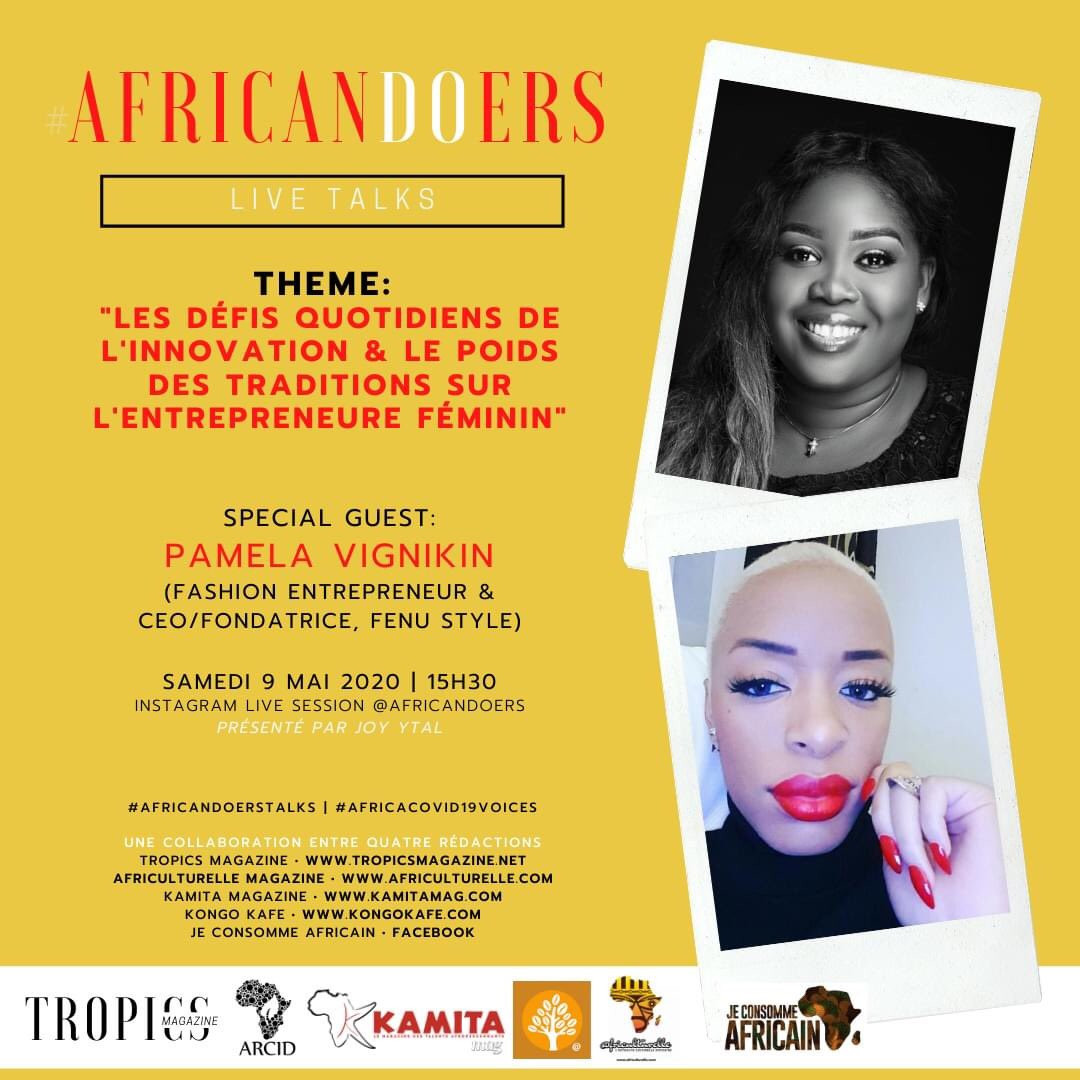 #AFRICANDOERS
LIVE TALKS
THEME:
"LES DÉFIS QUOTIDIENS DE
L'INNOVATION & LE POIDS
DES TRADITIONS SUR
L'ENTREPRENEURE FÉMININ"
SPECIAL GUEST:
PAMELA VIGNIKIN
(FASHION ENTREPRENEUR &
CEO/FONDATRICE, FENU STYLE)
SAMEDI 9 MAI 2020 | 15H30
INSTAGRAM LIVE SESSION @AFRICANDOERS
PRÉSENTÉ PAR JOY YTAL
#AFRICANDOERSTALKS | #AFRICACOVID19VOICES
UNE COLLABORATION ENTRE QUATRE RÉDACTIONS
TROPICS MAGAZINE • WWW.TROPICSMAGAZINE.NET
AFRICULTURELLE MAGAZINE • WWW.AFRICULTURELLE.COM
KAMITA MAGAZINE • WWW.KAMITAMAG.COM
KONGO KAFE • WWW.KONGOKAFE.COM
JE CONSOMME AFRICAIN • FACEBOOK
TROPICS
MAGAZINE
ARCID
KAMITA
mag
@
africulturelle
www.africulturelle.com
JE CONSOMME
AFRICAIN